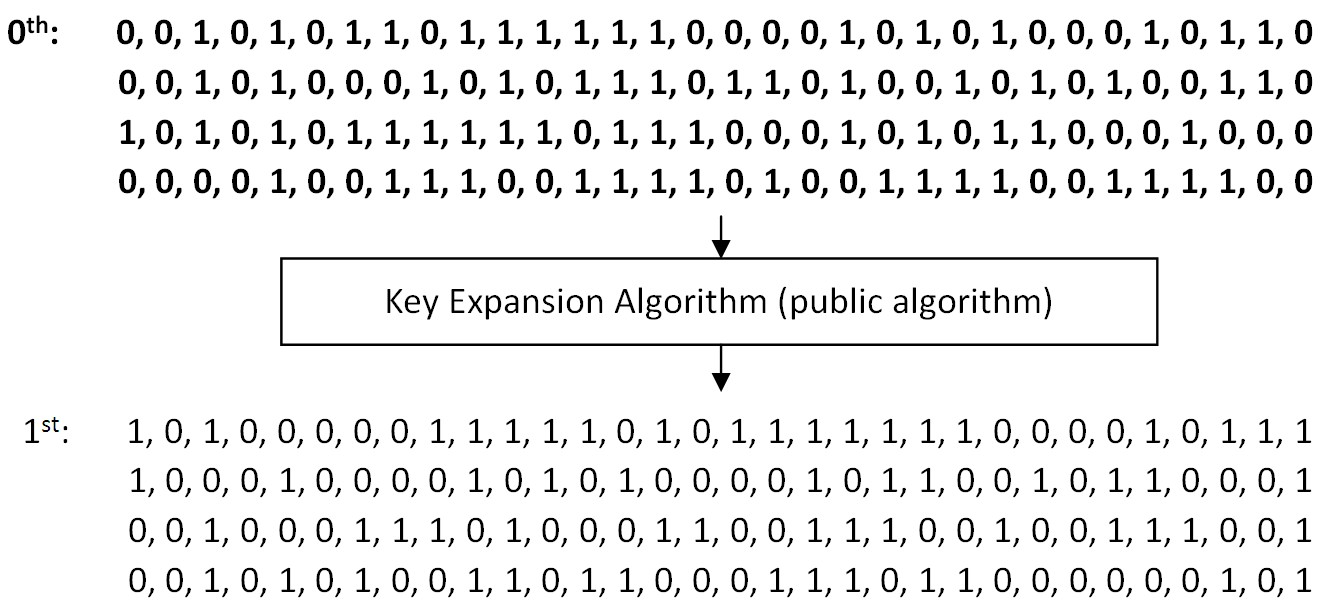 0th: 0, 0, 1, 0, 1, 0, 1, 1, 0, 1, 1, 1, 1, 1, 1, 0, 0, 0, 0, 1, 0, 1, 0, 1, 0, 0, 0, 1, 0, 1, 1, 0
0, 0, 1, 0, 1, 0, 0, 0, 1, 0, 1, 0, 1, 1, 1, 0, 1, 1, 0, 1, 0, 0, 1, 0, 1, 0, 1, 0, 0, 1, 1, 0
1, 0, 1, 0, 1, 0, 1, 1, 1, 1, 1, 1, 0, 1, 1, 1, 0, 0, 0, 1, 0, 1, 0, 1, 1, 0, 0, 0, 1, 0, 0, 0
0, 0, 0, 0, 1, 0, 0, 1, 1, 1, 0, 0, 1, 1, 1, 1, 0, 1, 0, 0, 1, 1, 1, 1, 0, 0, 1, 1, 1, 1, 0, 0
Key Expansion Algorithm (public algorithm)
1st: 1, 0, 1, 0, 0, 0, 0, 0, 1, 1, 1, 1, 1, 0, 1, 0, 1, 1, 1, 1, 1, 1, 1, 0, 0, 0, 0, 1, 0, 1, 1, 1
1, 0, 0, 0, 1, 0, 0, 0, 0, 1, 0, 1, 0, 1, 0, 0, 0, 0, 1, 0, 1, 1, 0, 0, 1, 0, 1, 1, 0, 0, 0, 1
0, 0, 1, 0, 0, 0, 1, 1, 1, 0, 1, 0, 0, 0, 1, 1, 0, 0, 1, 1, 1, 0, 0, 1, 0, 0, 1, 1, 1, 0, 0, 1
0, 0, 1, 0, 1, 0, 1, 0, 0, 1, 1, 0, 1, 1, 0, 0, 0, 1, 1, 1, 0, 1, 1, 0, 0, 0, 0, 0, 0, 1, 0, 1